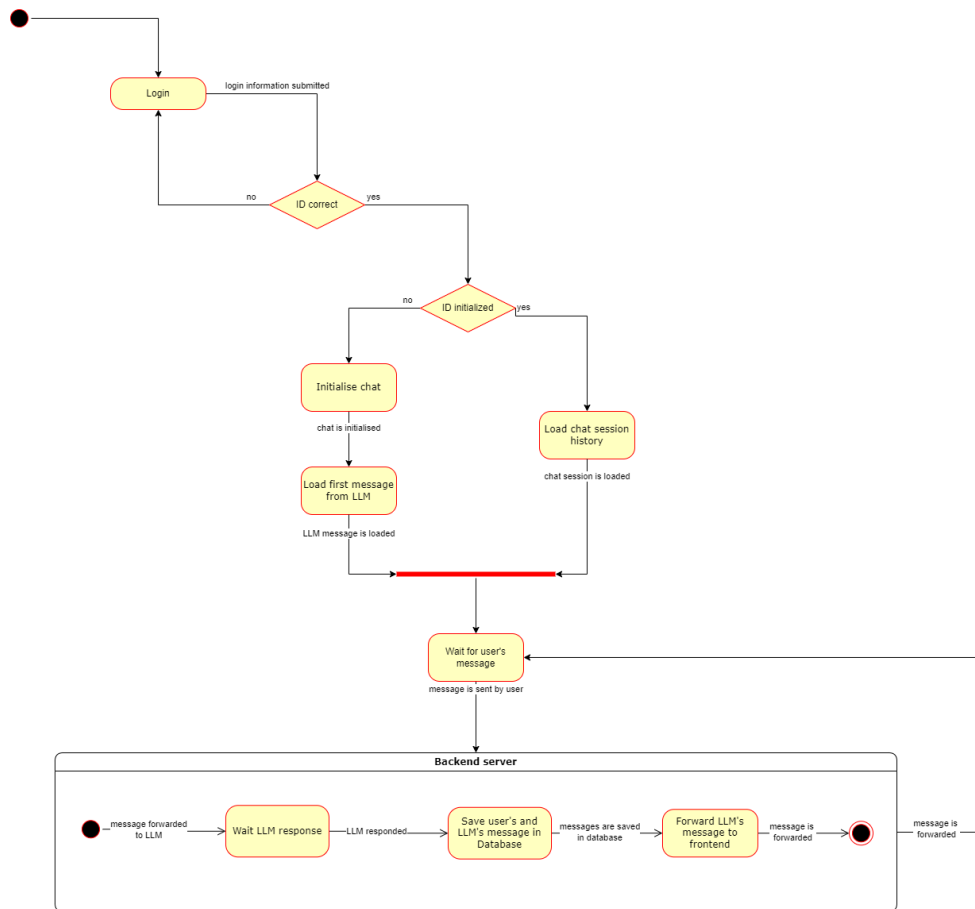 login information submitted
Login
no
ID correct
yes
no
ID initialized
yes
Initialise chat
chat is initialised
Load chat session
history
chat session is loaded
Load first message
from LLM
LLM message is loaded
Wait for user's
message
message is sent by user
Backend server
message forwarded
to LLM
Wait LLM response
LLM responded
Save user's and
LLM's message in
Database
messages are saved
in database
Forward LLM's
message to
frontend
message is
forwarded
message is
forwarded